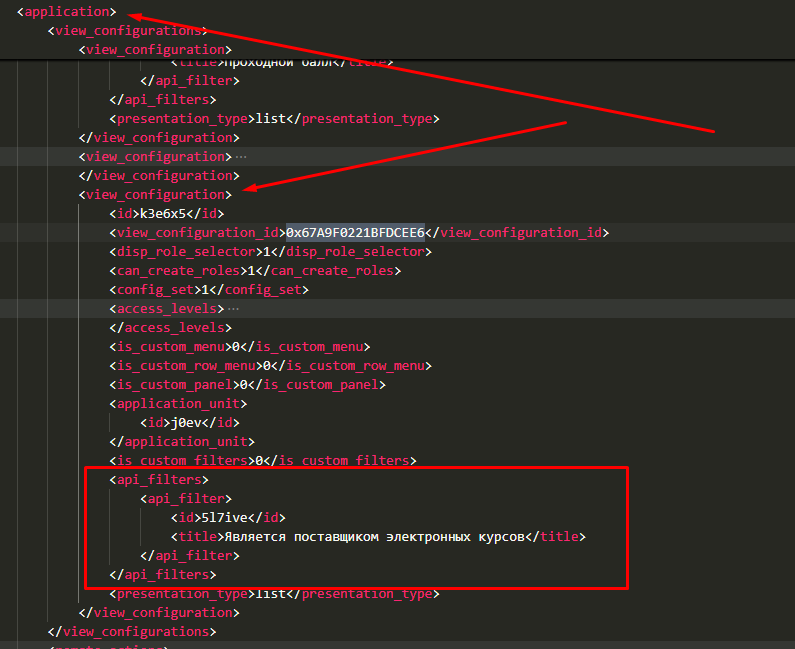 <application>
<view_configurations>
<view_configuration>
<title>проходной балл</title>
</api_filter>
</api_filters>
<presentation_type>list</presentation_type>
</view_configuration>
<view_configuration>···
</view_configuration>
<view_configuration>
<id>k3e6x5</id>
<view_configuration_id>0x67A9F0221BFDCEE6</view_configuration_id>
<disp_role_selector>1</disp_role_selector>
<can_create_roles>1</can_create_roles>
<config_set>1</config_set>
<access_levels>···
</access_levels>
<is_custom_menu>0</is_custom_menu>
<is_custom_row_menu>0</is_custom_row_menu>
<is_custom_panel>0</is_custom_panel>
<application_unit>
<id>j0ev</id>
</application_unit>
<is_custom_filters>0</is_custom_filters>
<api_filters>
<api_filter>
<id>5l7ive</id>
<title>Является поставщиком электронных курсов</title>
</api_filter>
</api_filters>
<presentation_type>list</presentation_type>
</view_configuration>
</view_configurations>